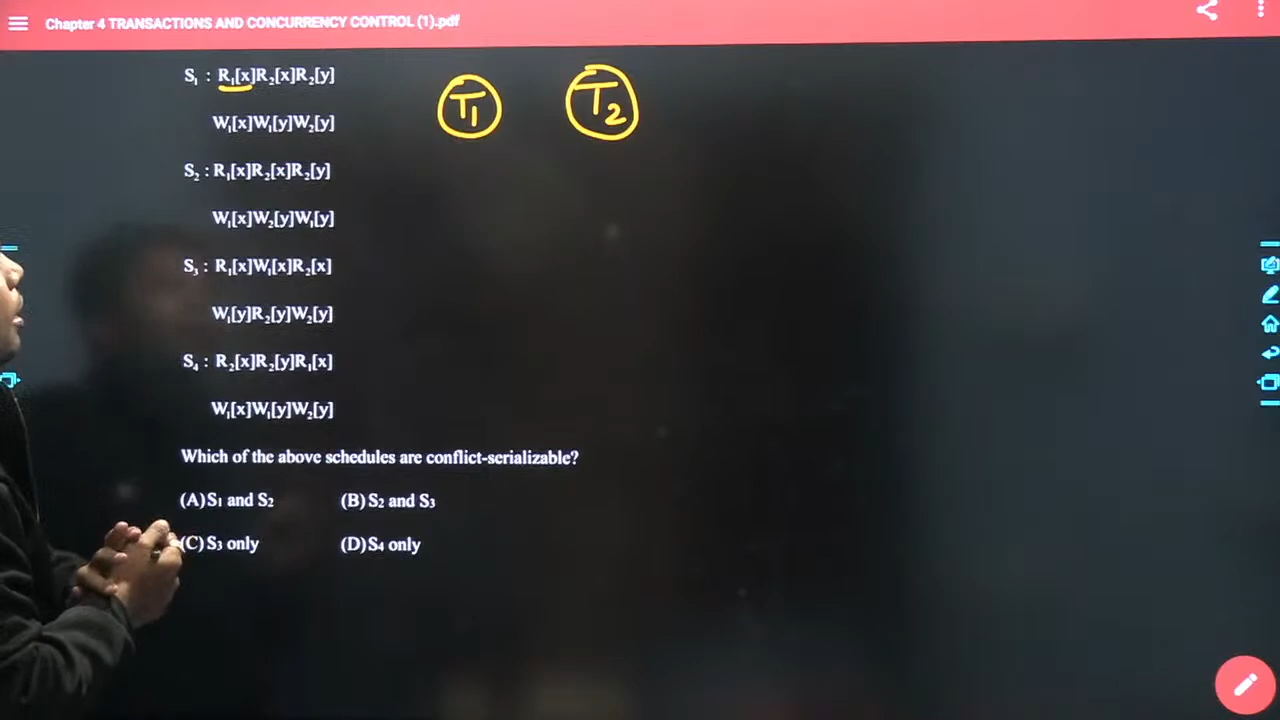 Chapter 4 TRANSACTIONS AND CONCURRENCY CONTROL (1).pdf
S₁ : R₁[x]R₂[x]R₂[y]
W₁[x]W₁[y]W₂[y]
T₁ T₂
S₂ : R₁[x]R₂[x]R₂[y]
W₁[x]W₂[y]W₁[y]
S₃ : R₁[x]W₁[x]R₂[x]
W₁[y]R₂[y]W₂[y]
S₄ : R₂[x]R₂[y]R₁[x]
W₁[x]W₁[y]W₂[y]
Which of the above schedules are conflict-serializable?
(A) S₁ and S₂ (B) S₂ and S₃
(C) S₃ only (D) S₄ only